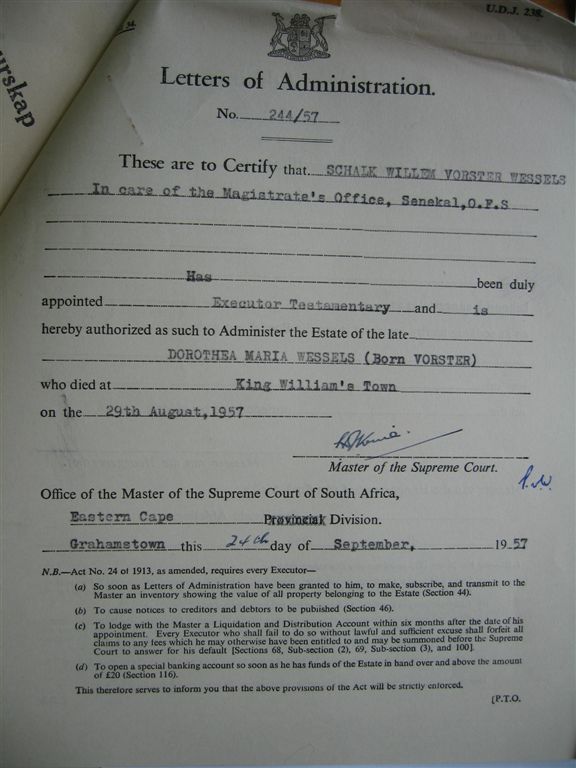 urskap
34.
U.D.J. 238.
Letters of Administration.
No. 244/57
These are to Certify that SCHALK WILLEM VORSTER WESSELS
In care of the Magistrate's Office, Senekal,O.F.S
Has been duly
appointed Executor Testamentary and is
hereby authorized as such to Administer the Estate of the late
DOROTHEA MARIA WESSELS (Born VORSTER)
who died at King William's Town
on the 29th August,1957
Master of the Supreme Court.
Office of the Master of the Supreme Court of South Africa,
Eastern Cape Provincial Division.
Grahamstown this 24th day of September, 1957
N.B.—Act No. 24 of 1913, as amended, requires every Executor—
(a) So soon as Letters of Administration have been granted to him, to make, subscribe, and transmit to the
Master an inventory showing the value of all property belonging to the Estate (Section 44).
(b) To cause notices to creditors and debtors to be published (Section 46).
(c) To lodge with the Master a Liquidation and Distribution Account within six months after the date of his
appointment. Every Executor who shall fail to do so without lawful and sufficient excuse shall forfeit all
claims to any fees which he may otherwise have been entitled to and may be summoned before the Supreme
Court to answer for his default [Sections 68, Sub-section (2), 69, Sub-section (3), and 100].
(d) To open a special banking account so soon as he has funds of the Estate in hand over and above the amount
of £20 (Section 116).
This therefore serves to inform you that the above provisions of the Act will be strictly enforced.
[P.T.O.